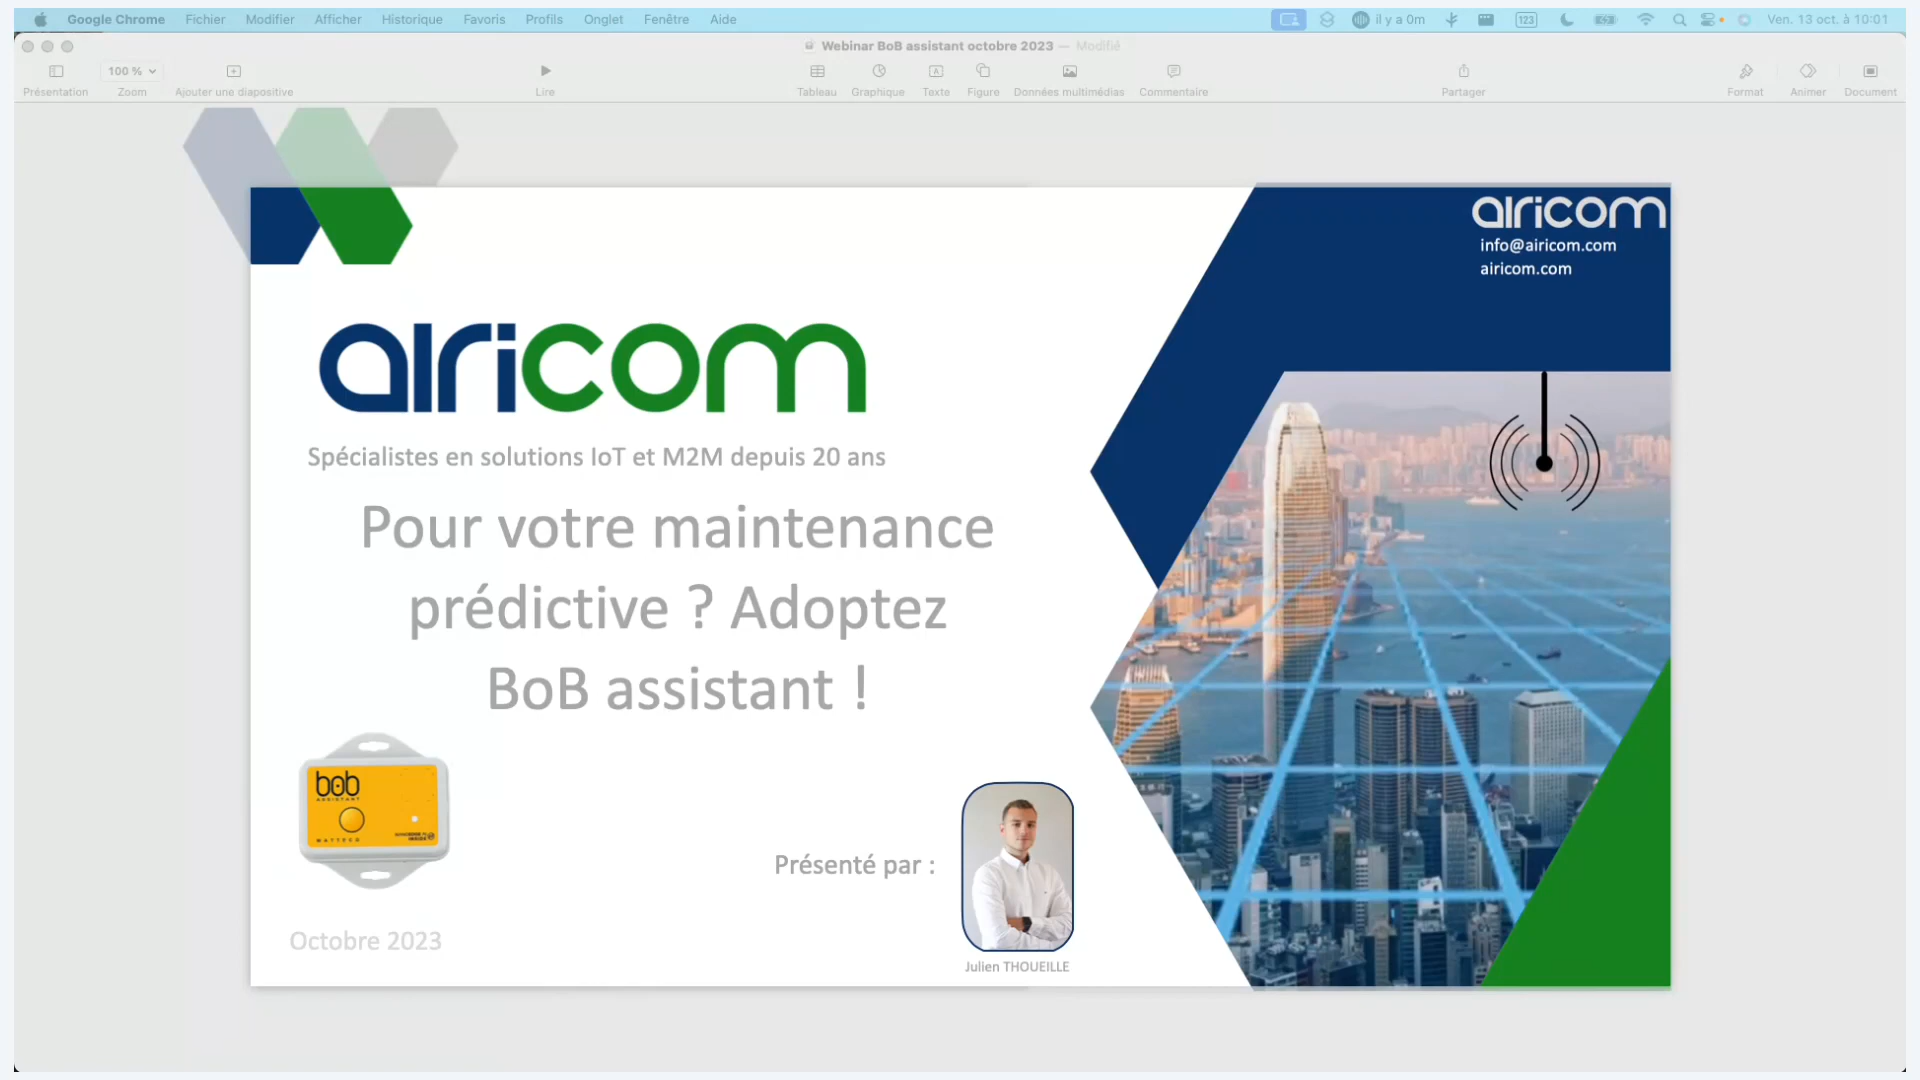 Google Chrome Fichier Modifier Afficher Historique Favoris Profils Onglet Fenêtre Aide
il y a 0m
123
Ven. 13 oct. à 10:01
Webinar BoB assistant octobre 2023 — Modifié
100 %
Présentation Zoom Ajouter une diapositive Lire Tableau Graphique Texte Figure Données multimédias Commentaire Partager Format Animer Document
airicom
info@airicom.com
airicom.com
airicom
Spécialistes en solutions IoT et M2M depuis 20 ans
Pour votre maintenance
prédictive ? Adoptez
BoB assistant !
bob
ASSISTANT
WATTECO
Présenté par :
Octobre 2023
Julien THOUEILLE